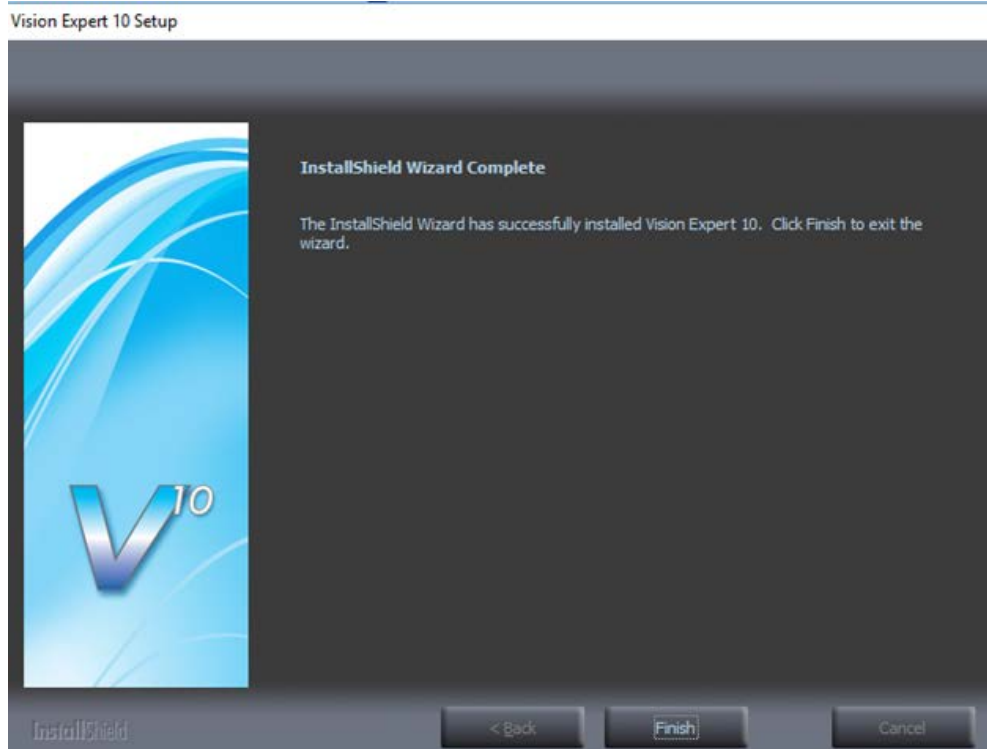 Vision Expert 10 Setup
InstallShield Wizard Complete
The InstallShield Wizard has successfully installed Vision Expert 10. Click Finish to exit the
wizard.
V10
InstallShield
< Back
Finish
Cancel